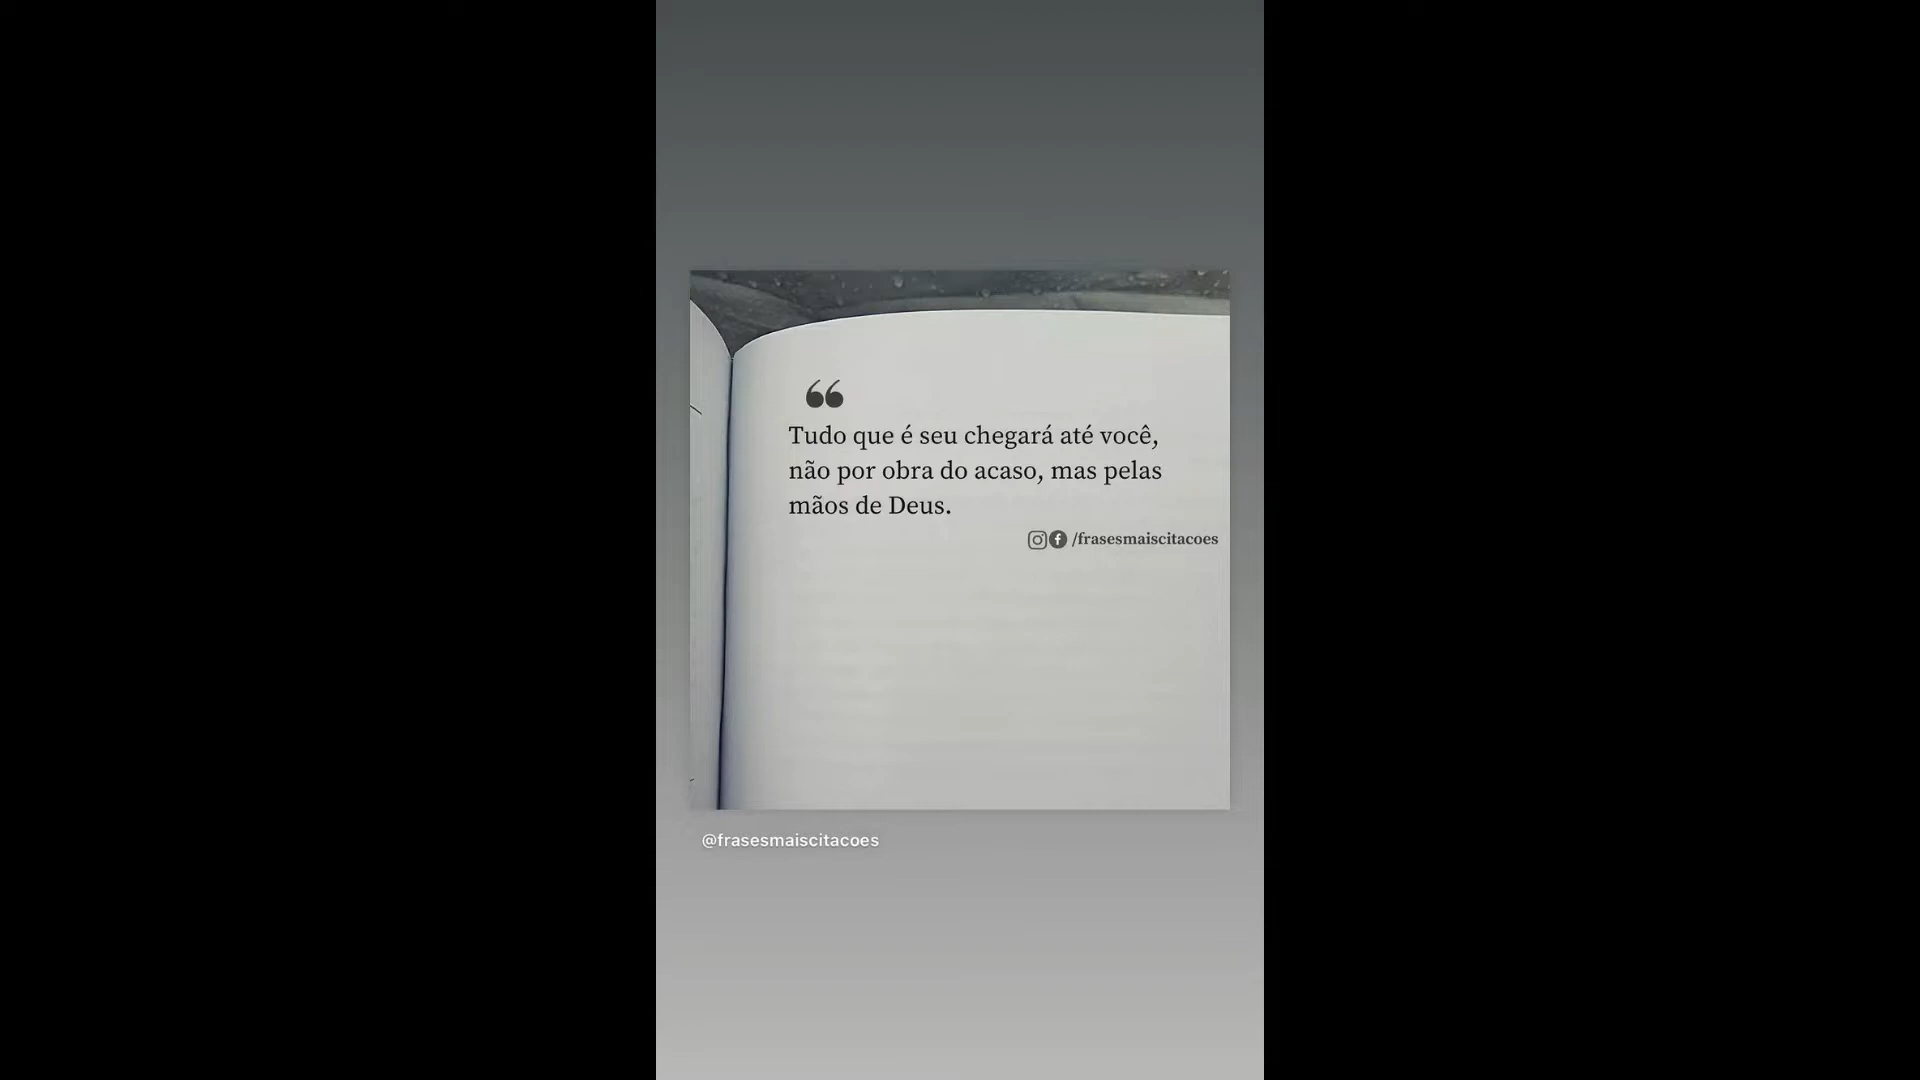 ❝
Tudo que é seu chegará até você,
não por obra do acaso, mas pelas
mãos de Deus.
/frasesmaiscitacoes
@frasesmaiscitacoes